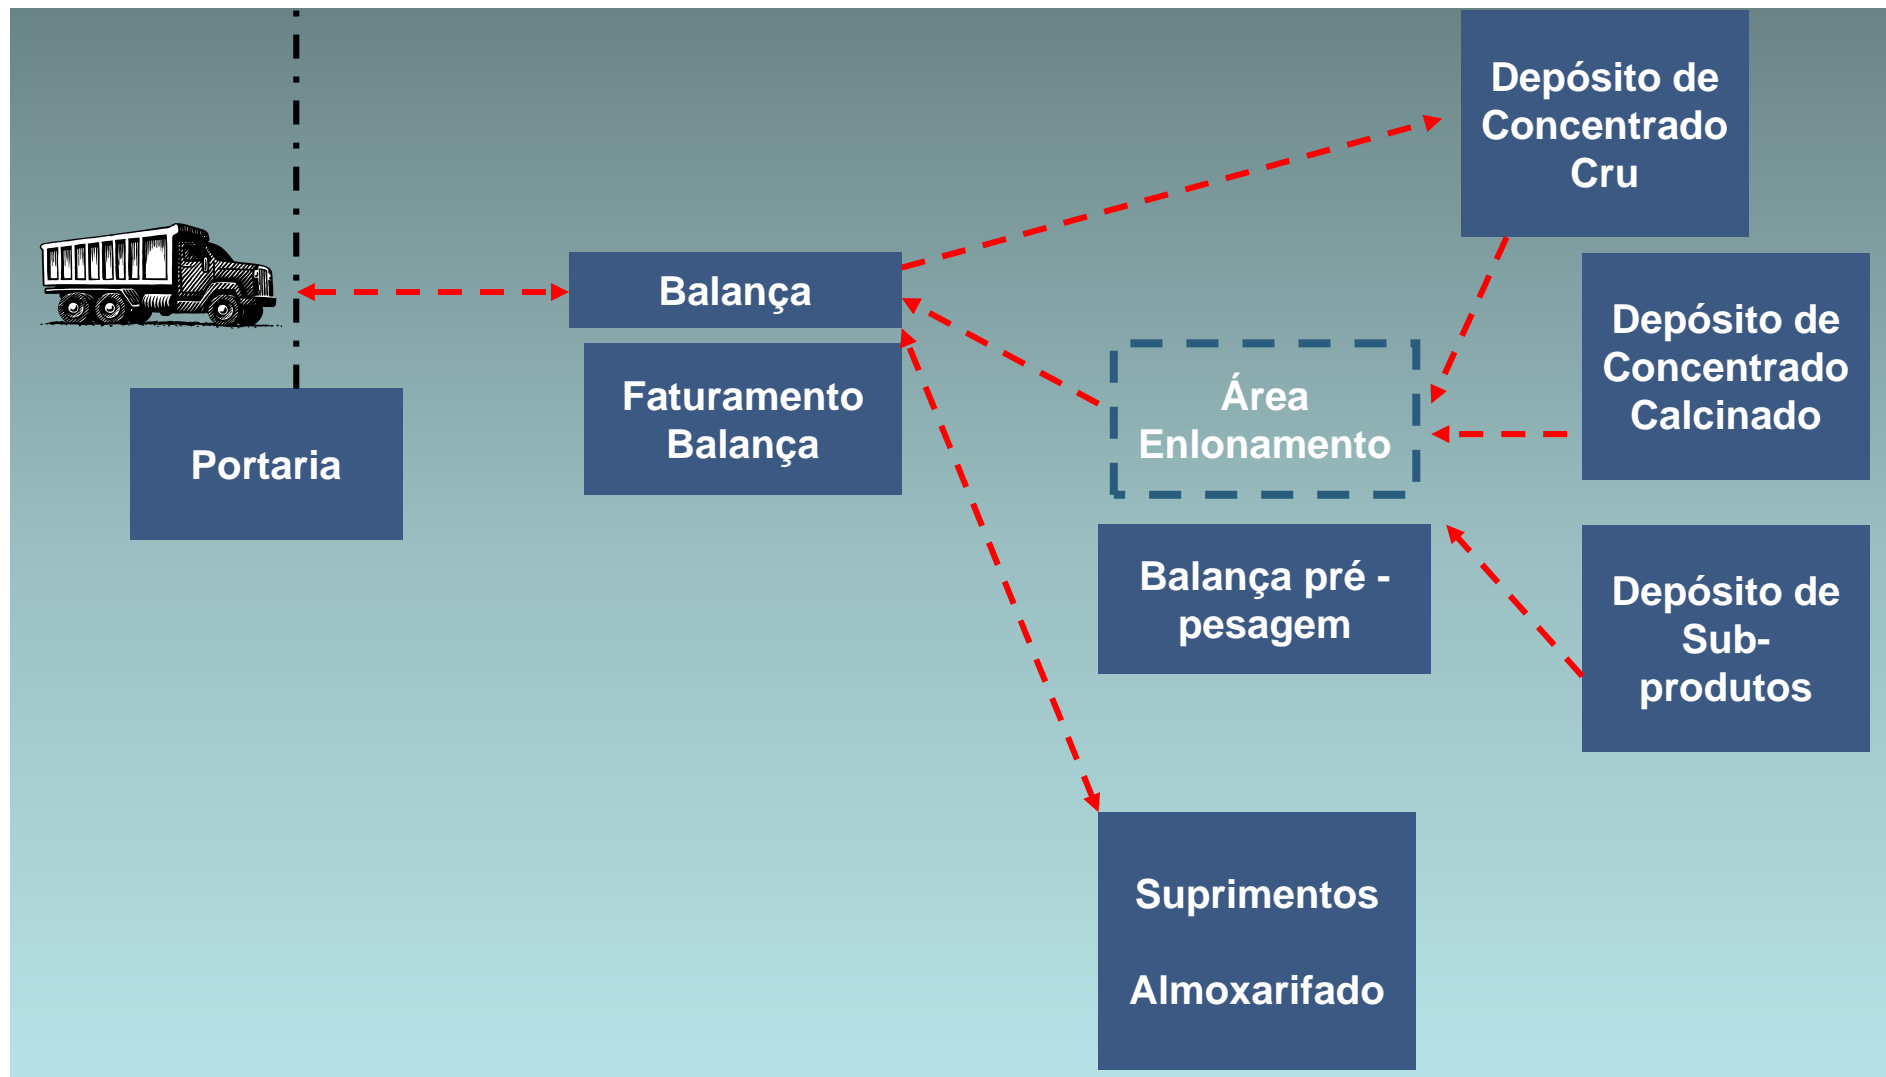 Depósito de
Concentrado
Cru
Balança
Depósito de
Concentrado
Calcinado
Faturamento
Balança
Área
Enlonamento
Portaria
Balança pré -
pesagem
Depósito de
Sub-
produtos
Suprimentos
Almoxarifado